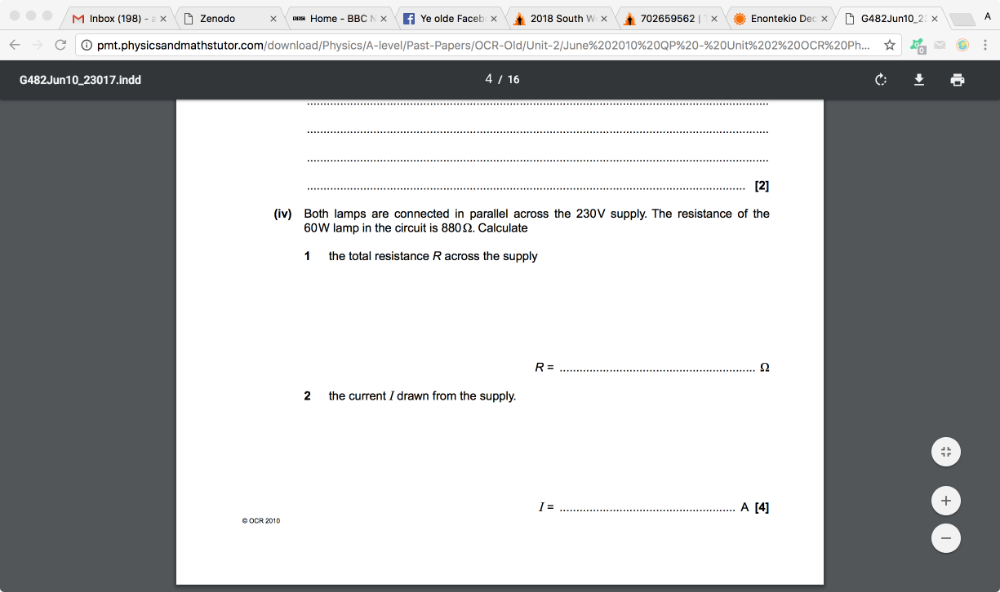 Inbox (198) - a
Zenodo
BBC Home - BBC N
Ye olde Faceb
2018 South W
702659562 | T
Enontekio Dec
G482Jun10_23
A
pmt.physicsandmathstutor.com/download/Physics/A-level/Past-Papers/OCR-Old/Unit-2/June%202010%20QP%20-%20Unit%202%20OCR%20Ph...
0
G482Jun10_23017.indd
4 / 16
[2]
(iv) Both lamps are connected in parallel across the 230V supply. The resistance of the
60W lamp in the circuit is 880Ω. Calculate
1 the total resistance R across the supply
R = ........................................................... Ω
2 the current I drawn from the supply.
I = ..................................................... A [4]
© OCR 2010